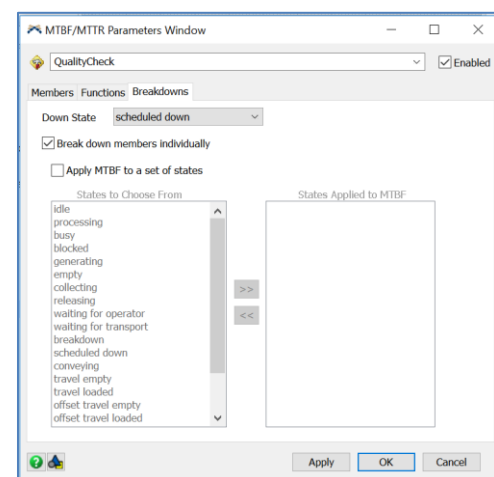 MTBF/MTTR Parameters Window
QualityCheck
Enabled
Members Functions Breakdowns
Down State scheduled down
Break down members individually
Apply MTBF to a set of states
States to Choose From
idle
processing
busy
blocked
generating
empty
collecting
releasing
waiting for operator
waiting for transport
breakdown
scheduled down
conveying
travel empty
travel loaded
offset travel empty
offset travel loaded
>>
<<
States Applied to MTBF
Apply OK Cancel